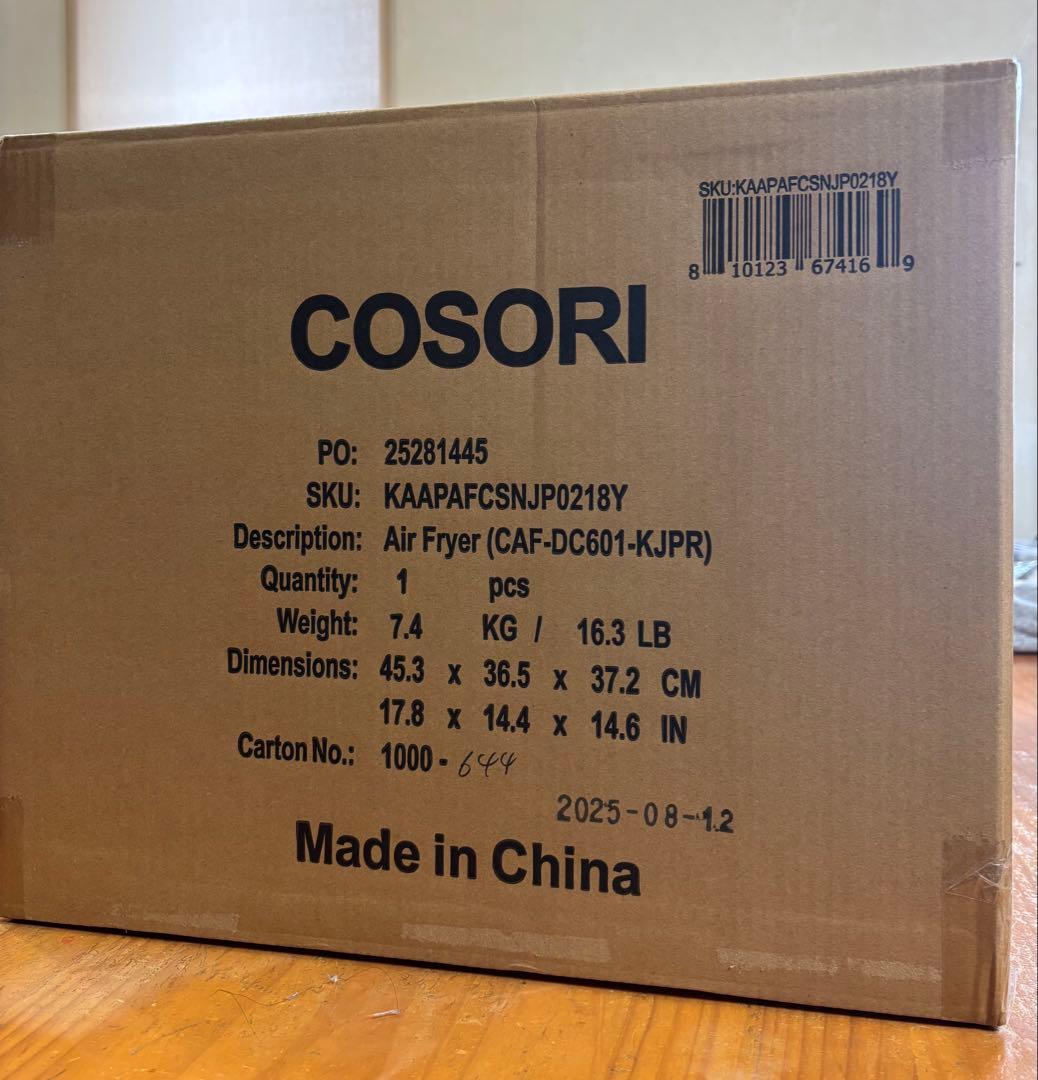 SKU:KAAPAFCSNJP0218Y
8 10123 67416 9
COSORI
PO: 25281445
SKU: KAAPAFCSNJP0218Y
Description: Air Fryer (CAF-DC601-KJPR)
Quantity: 1 pcs
Weight: 7.4 KG / 16.3 LB
Dimensions: 45.3 x 36.5 x 37.2 CM
17.8 x 14.4 x 14.6 IN
Carton No.: 1000 - 644
2025-08-12
Made in China